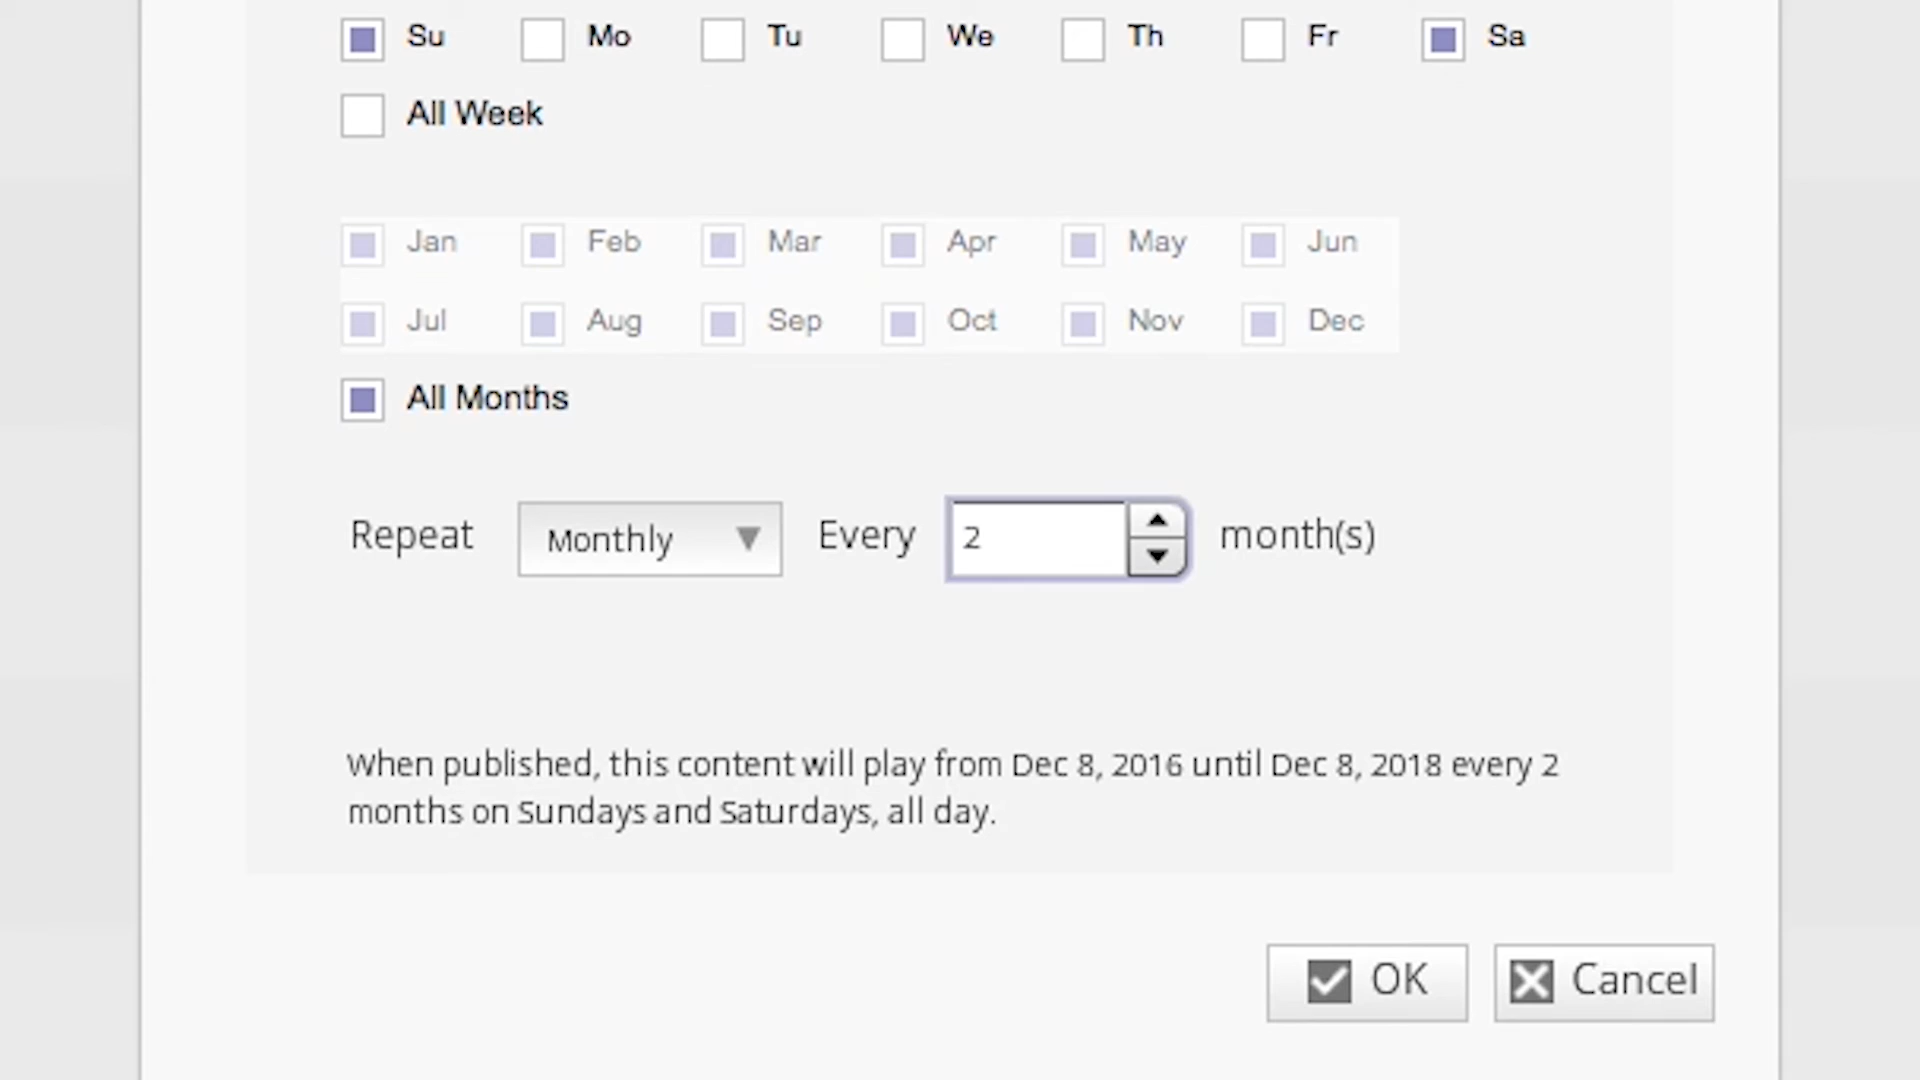 Su Mo Tu We Th Fr Sa
All Week
Jan Feb Mar Apr May Jun
Jul Aug Sep Oct Nov Dec
All Months
Repeat Monthly Every 2 month(s)
When published, this content will play from Dec 8, 2016 until Dec 8, 2018 every 2
months on Sundays and Saturdays, all day.
OK Cancel